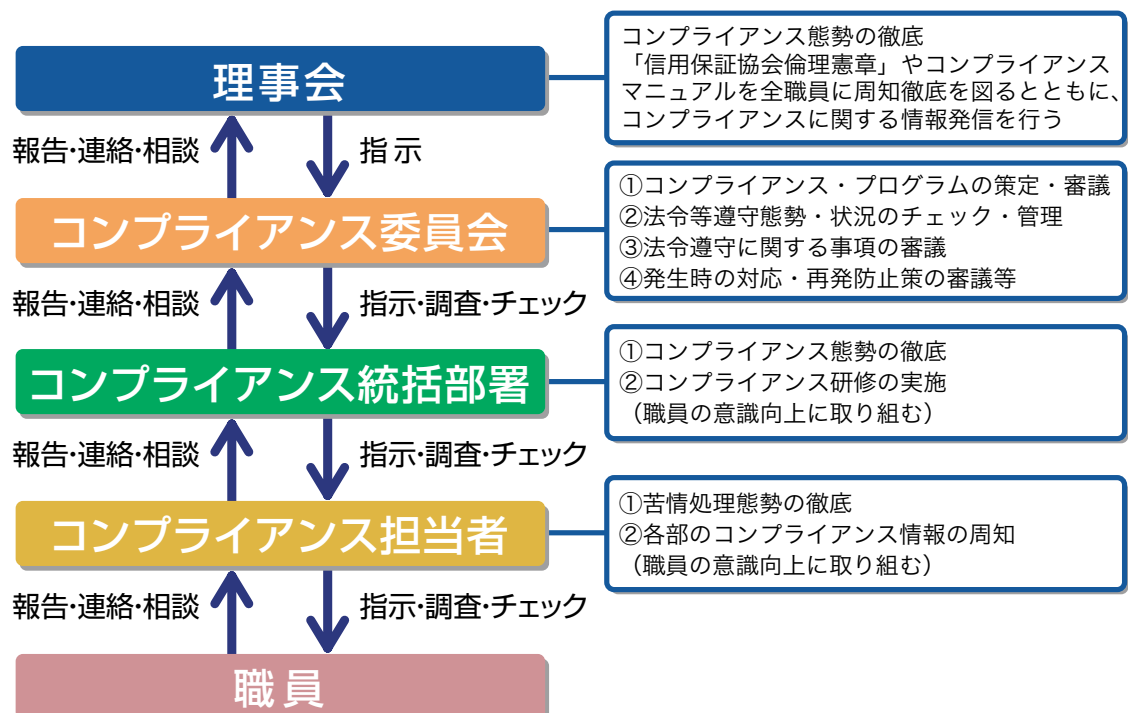 理事会
コンプライアンス態勢の徹底
「信用保証協会倫理憲章」やコンプライアンス
マニュアルを全職員に周知徹底を図るとともに、
コンプライアンスに関する情報発信を行う
報告・連絡・相談
指示
コンプライアンス委員会
①コンプライアンス・プログラムの策定・審議
②法令等遵守態勢・状況のチェック・管理
③法令遵守に関する事項の審議
④発生時の対応・再発防止策の審議等
報告・連絡・相談
指示・調査・チェック
コンプライアンス統括部署
①コンプライアンス態勢の徹底
②コンプライアンス研修の実施
（職員の意識向上に取り組む）
報告・連絡・相談
指示・調査・チェック
コンプライアンス担当者
①苦情処理態勢の徹底
②各部のコンプライアンス情報の周知
（職員の意識向上に取り組む）
報告・連絡・相談
指示・調査・チェック
職員